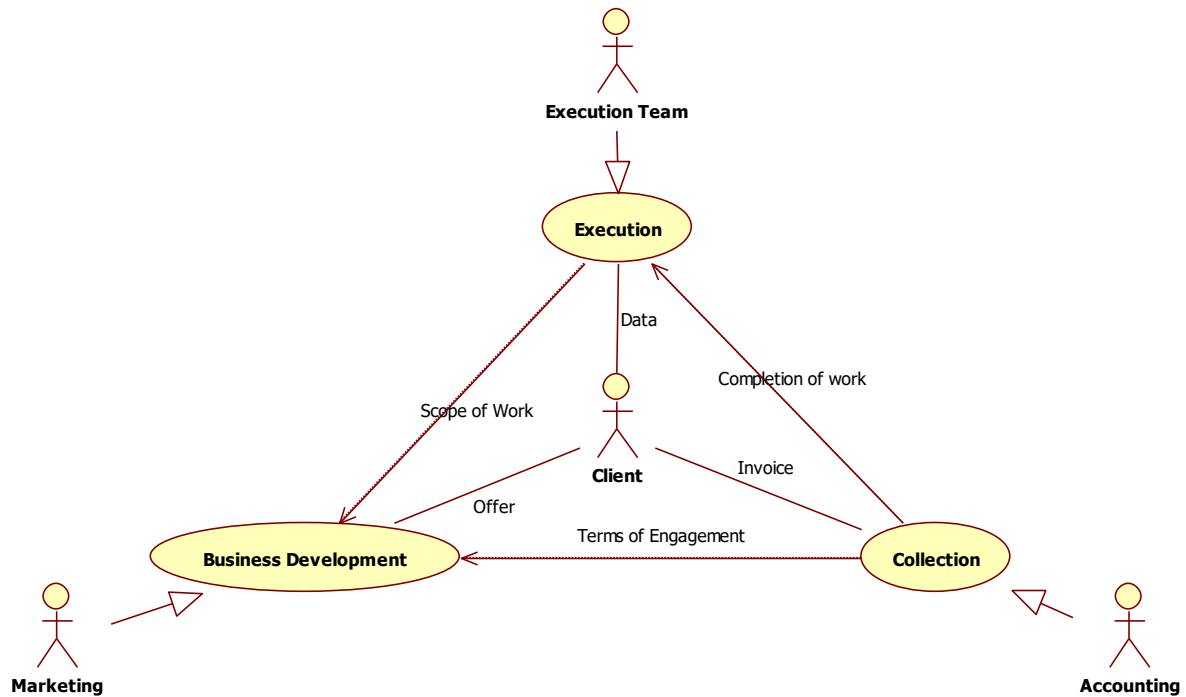 Execution Team
Execution
Data
Completion of work
Scope of Work
Client
Invoice
Offer
Terms of Engagement
Business Development
Collection
Marketing
Accounting